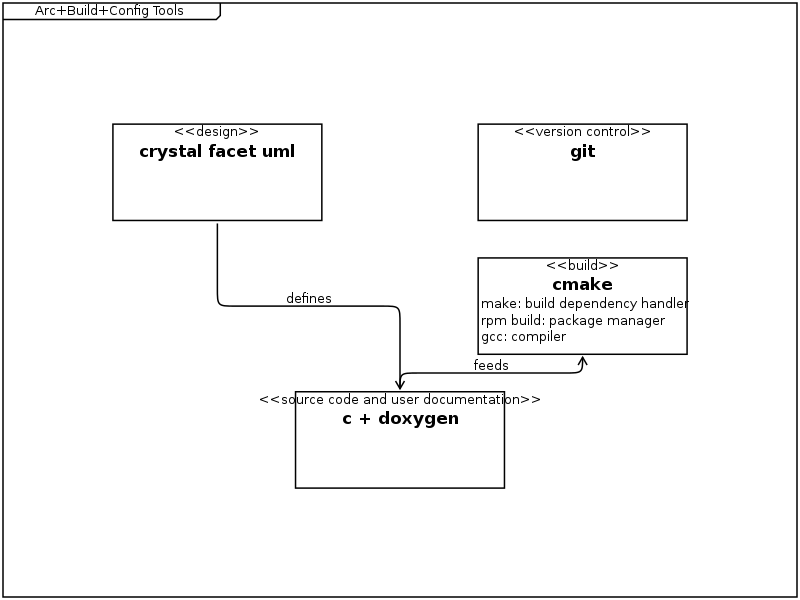 Arc+Build+Config Tools
<<design>>
crystal facet uml
<<version control>>
git
<<build>>
cmake
make: build dependency handler
rpm build: package manager
gcc: compiler
defines
feeds
<<source code and user documentation>>
c + doxygen